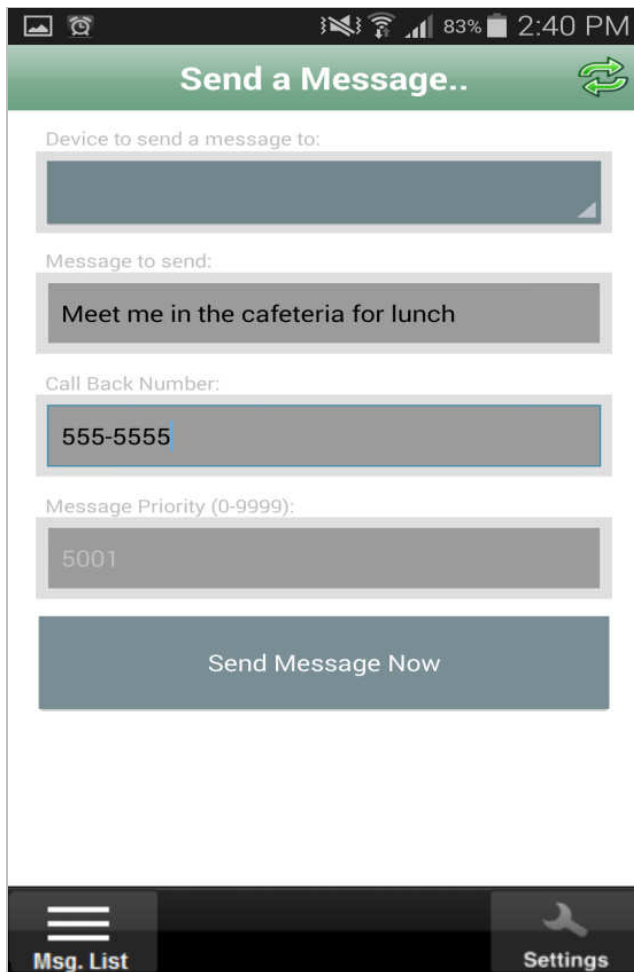 83% 2:40 PM
Send a Message..
Device to send a message to:
Message to send:
Meet me in the cafeteria for lunch
Call Back Number:
555-5555
Message Priority (0-9999):
5001
Send Message Now
Msg. List Settings